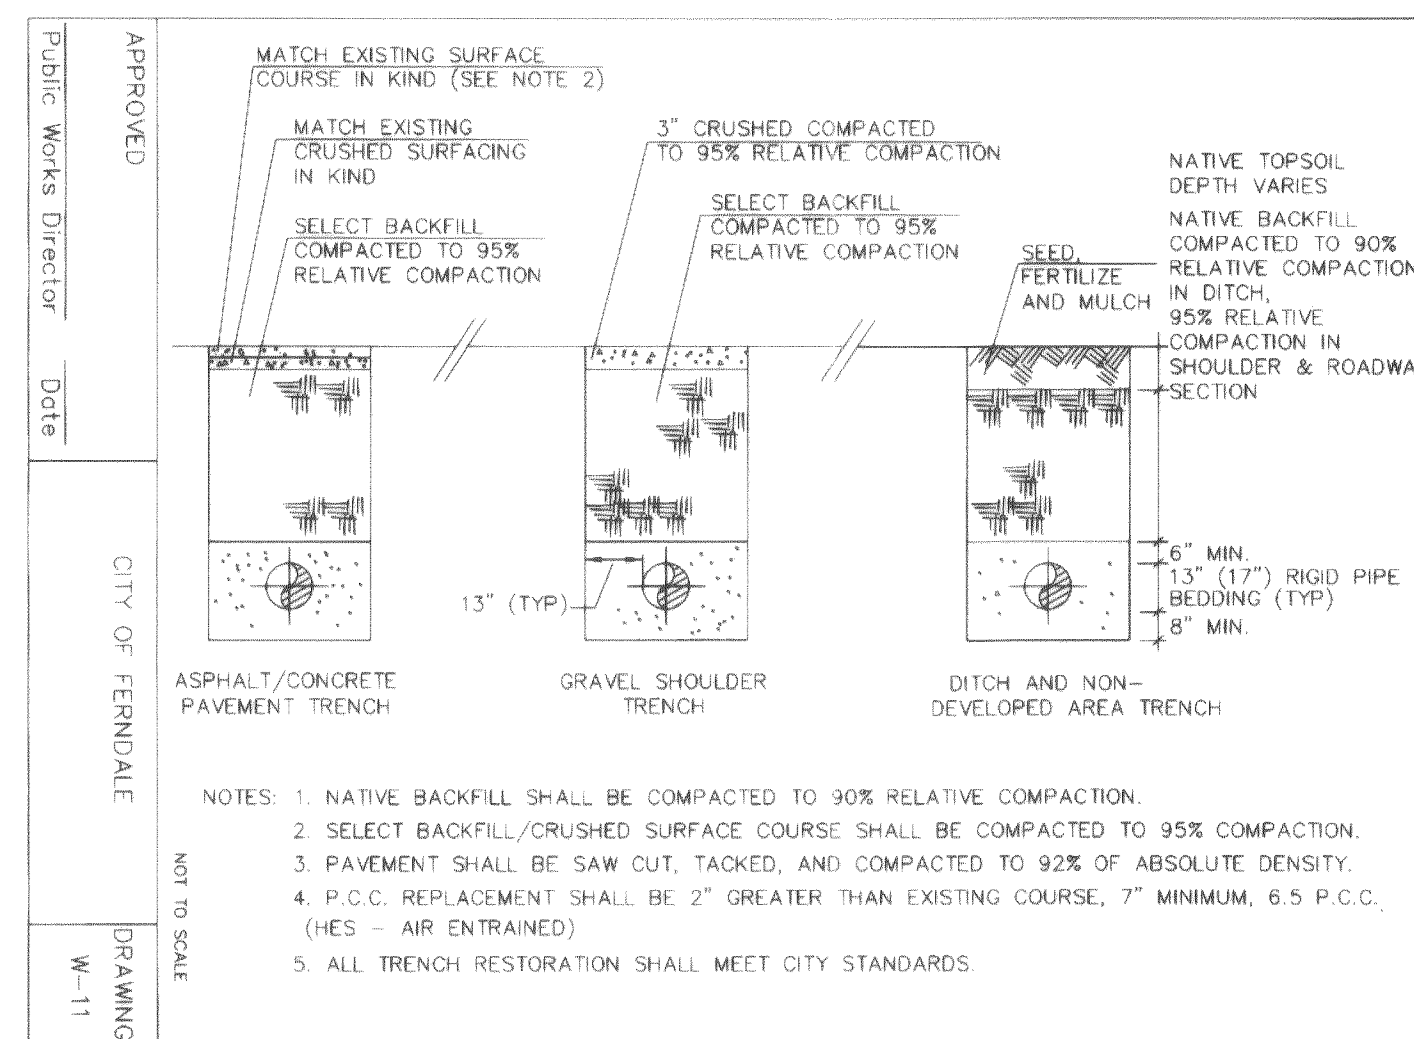 MATCH EXISTING SURFACE
COURSE IN KIND (SEE NOTE 2)
MATCH EXISTING
CRUSHED SURFACING
IN KIND
SELECT BACKFILL
COMPACTED TO 95%
RELATIVE COMPACTION
3" CRUSHED COMPACTED
TO 95% RELATIVE COMPACTION
SELECT BACKFILL
COMPACTED TO 95%
RELATIVE COMPACTION
SEED,
FERTILIZE
AND MULCH
NATIVE TOPSOIL
DEPTH VARIES
NATIVE BACKFILL
COMPACTED TO 90%
RELATIVE COMPACTION
IN DITCH,
95% RELATIVE
COMPACTION IN
SHOULDER & ROADWA
SECTION
13" (TYP)
6" MIN.
13" (17") RIGID PIPE
BEDDING (TYP)
8" MIN.
ASPHALT/CONCRETE
PAVEMENT TRENCH
GRAVEL SHOULDER
TRENCH
DITCH AND NON-
DEVELOPED AREA TRENCH
NOTES: 1. NATIVE BACKFILL SHALL BE COMPACTED TO 90% RELATIVE COMPACTION.
2. SELECT BACKFILL/CRUSHED SURFACE COURSE SHALL BE COMPACTED TO 95% COMPACTION.
3. PAVEMENT SHALL BE SAW CUT, TACKED, AND COMPACTED TO 92% OF ABSOLUTE DENSITY.
4. P.C.C. REPLACEMENT SHALL BE 2" GREATER THAN EXISTING COURSE, 7" MINIMUM, 6.5 P.C.C.
(HES - AIR ENTRAINED)
5. ALL TRENCH RESTORATION SHALL MEET CITY STANDARDS.
APPROVED
Public Works Director Date
CITY OF FERNDALE
NOT TO SCALE
DRAWING
W-11